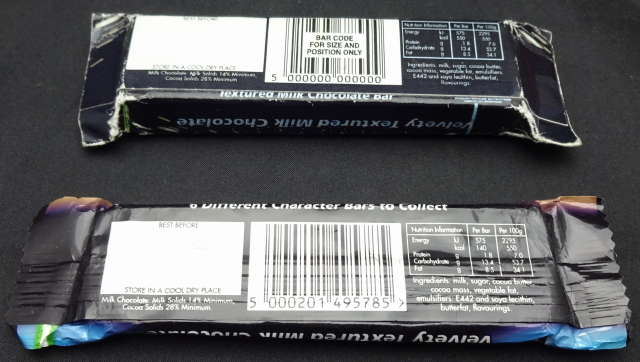 BEST BEFORE
STORE IN A COOL DRY PLACE
Milk Chocolate: Milk Solids 14% Minimum,
Cocoa Solids 28% Minimum.
BAR CODE
FOR SIZE AND
POSITION ONLY
5 000000 000000
Nutrition Information Per Bar Per 100g
Energy kJ 575 2295
kcal 550
Protein 1.8 7.0
Carbohydrate 13.4 53.7
Fat 8.5 34.1
Ingredients: milk, sugar, cocoa butter,
cocoa mass, vegetable fat, emulsifiers
E442 and soya lecithin, butterfat,
flavourings.
Textured Milk Chocolate Bar
Velvety Textured Milk Chocolate
6 Different Character Bars to Collect
BEST BEFORE
STORE IN A COOL DRY PLACE
Milk Chocolate: Milk Solids 14% Minimum,
Cocoa Solids 28% Minimum.
5 000201 495785 >
Nutrition Information Per Bar Per 100g
Energy kJ 575 2295
kcal 140 550
Protein 1.8 7.0
Carbohydrate 13.4 53.7
Fat 8.5 34.1
Ingredients: milk, sugar, cocoa butter,
cocoa mass, vegetable fat,
emulsifiers E442 and soya lecithin,
butterfat, flavourings.
Velvety Textured Milk Chocolate